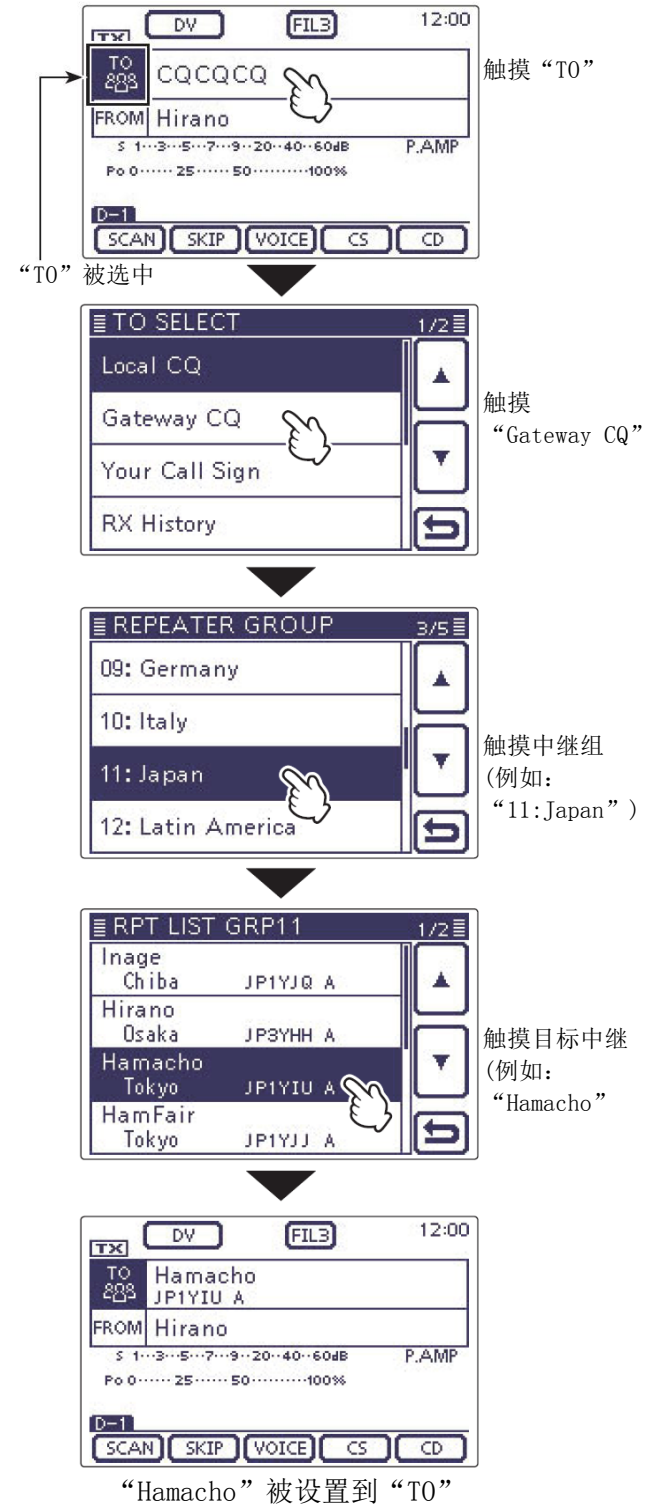 TX DV FIL3 12:00
TO CQCQCQ
触摸“TO”
FROM Hirano
S 1···3···5···7···9··20··40··60dB P.AMP
Po 0······ 25······ 50··········100%
D-1
SCAN SKIP VOICE CS CD
“TO”被选中
TO SELECT 1/2
Local CQ
Gateway CQ
触摸
“Gateway CQ”
Your Call Sign
RX History
REPEATER GROUP 3/5
09: Germany
10: Italy
11: Japan
12: Latin America
触摸中继组
(例如:
“11:Japan”)
RPT LIST GRP11 1/2
Inage
Chiba JP1YJQ A
Hirano
Osaka JP3YHH A
Hamacho
Tokyo JP1YIU A
HamFair
Tokyo JP1YJJ A
触摸目标中继
(例如:
“Hamacho”
TX DV FIL3 12:00
TO Hamacho
JP1YIU A
FROM Hirano
S 1···3···5···7···9··20··40··60dB P.AMP
Po 0······ 25······ 50··········100%
D-1
SCAN SKIP VOICE CS CD
“Hamacho”被设置到“TO”